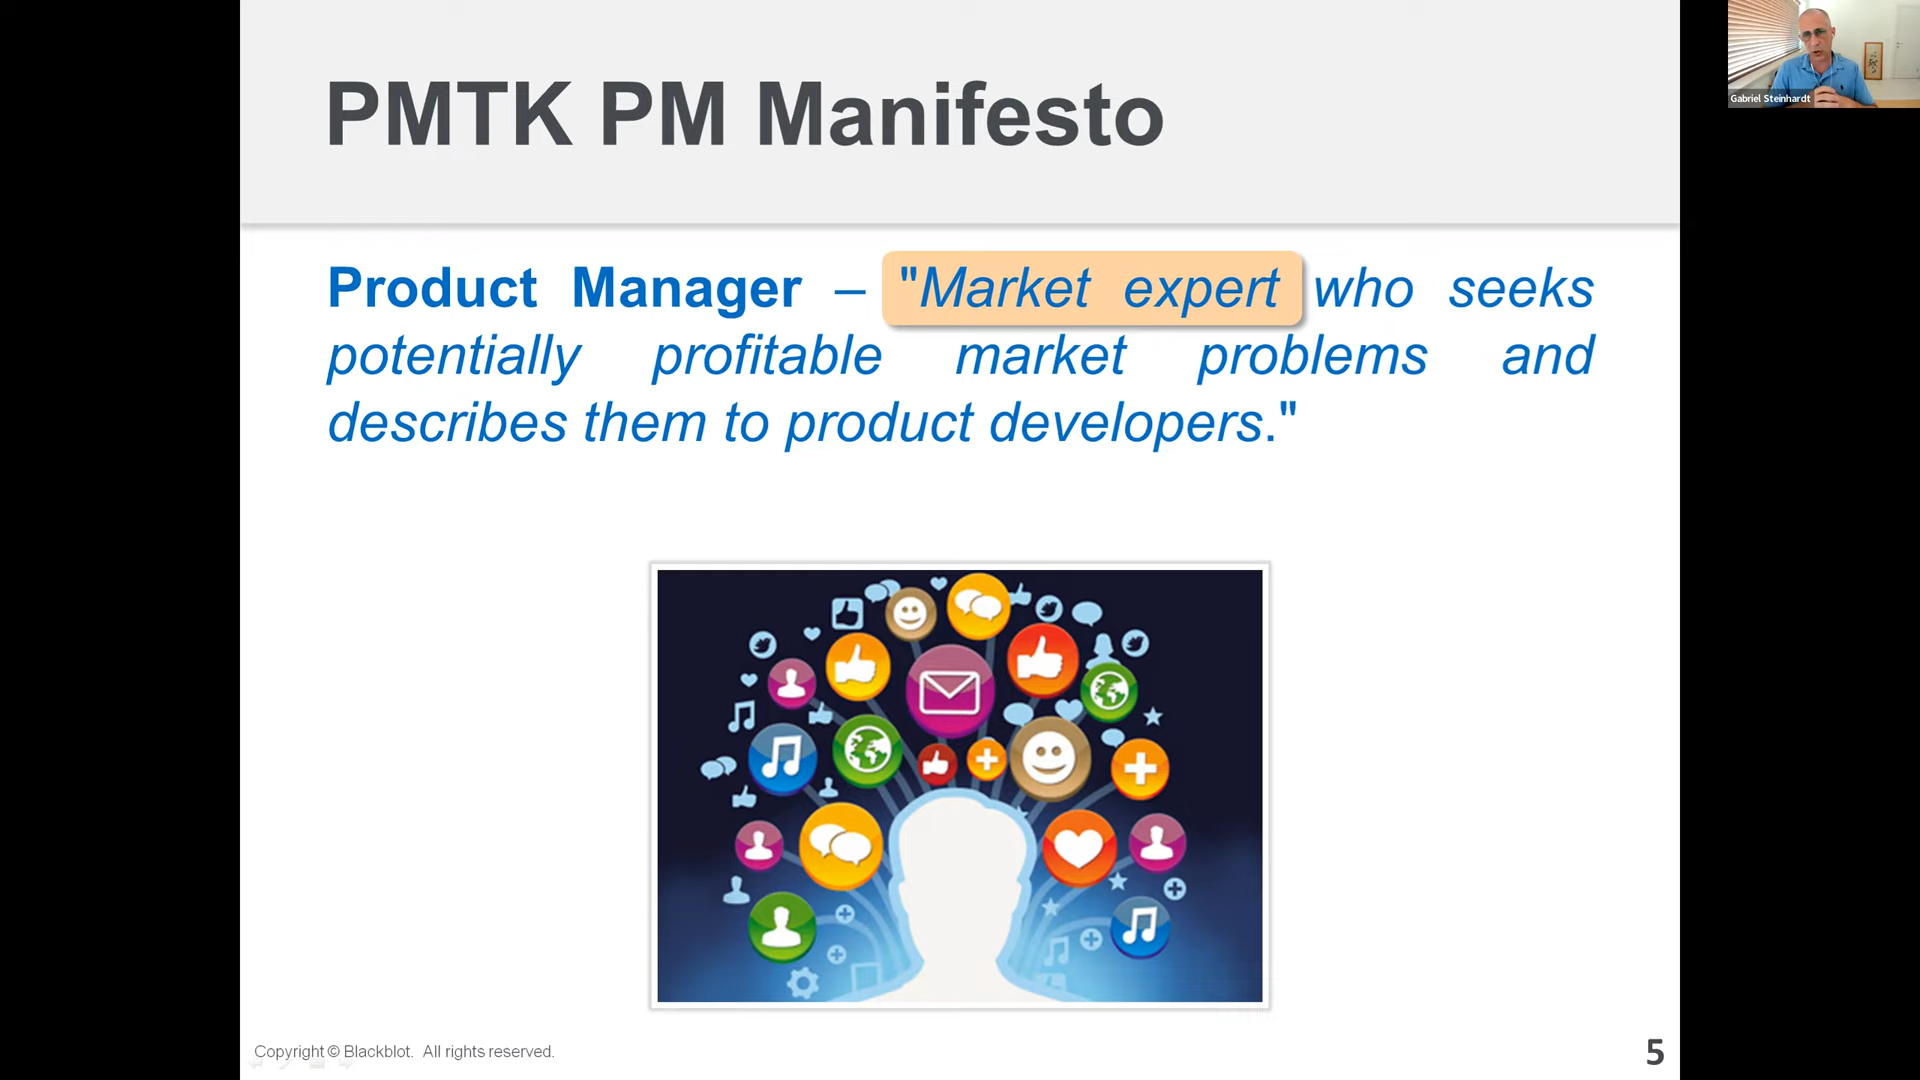 PMTK PM Manifesto
Gabriel Steinhardt
Product Manager – "Market expert who seeks
potentially profitable market problems and
describes them to product developers."
Copyright © Blackblot. All rights reserved.
5